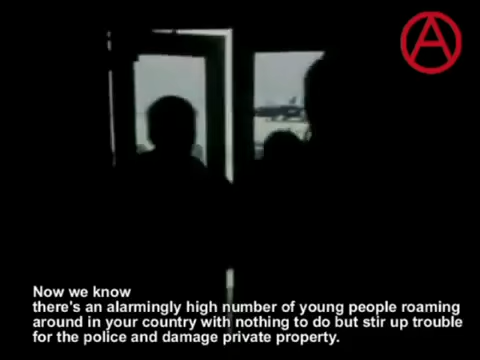 Now we know
there's an alarmingly high number of young people roaming
around in your country with nothing to do but stir up trouble
for the police and damage private property.